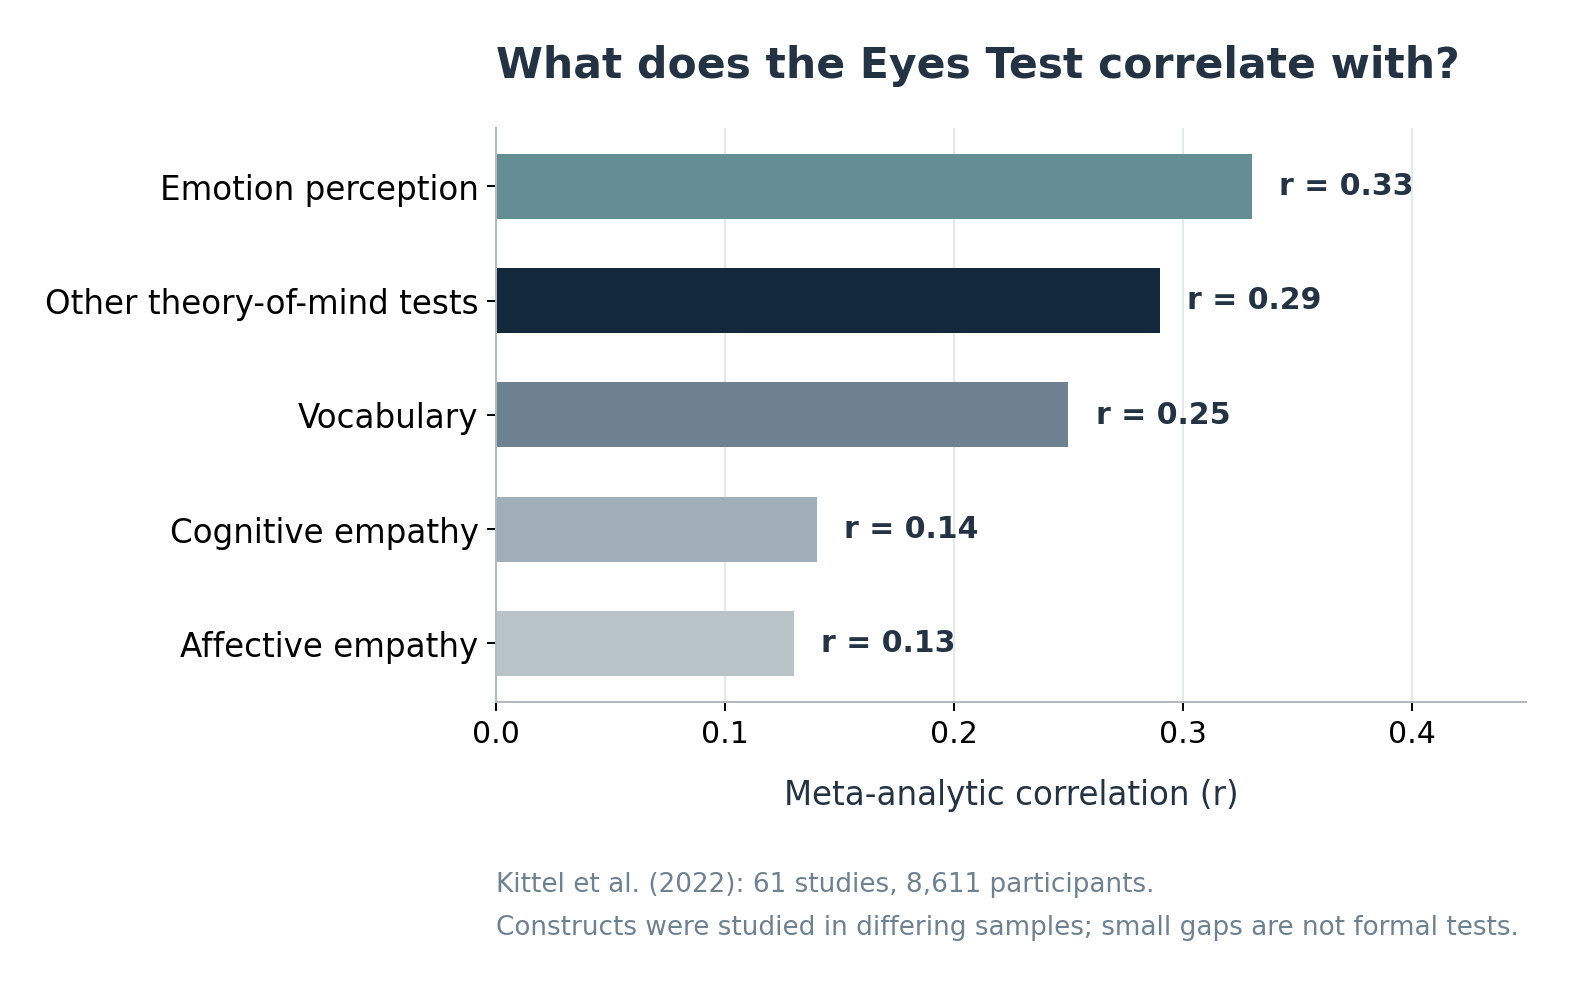 What does the Eyes Test correlate with?
Emotion perception
r = 0.33
Other theory-of-mind tests
r = 0.29
Vocabulary
r = 0.25
Cognitive empathy
r = 0.14
Affective empathy
r = 0.13
0.0 0.1 0.2 0.3 0.4
Meta-analytic correlation (r)
Kittel et al. (2022): 61 studies, 8,611 participants.
Constructs were studied in differing samples; small gaps are not formal tests.